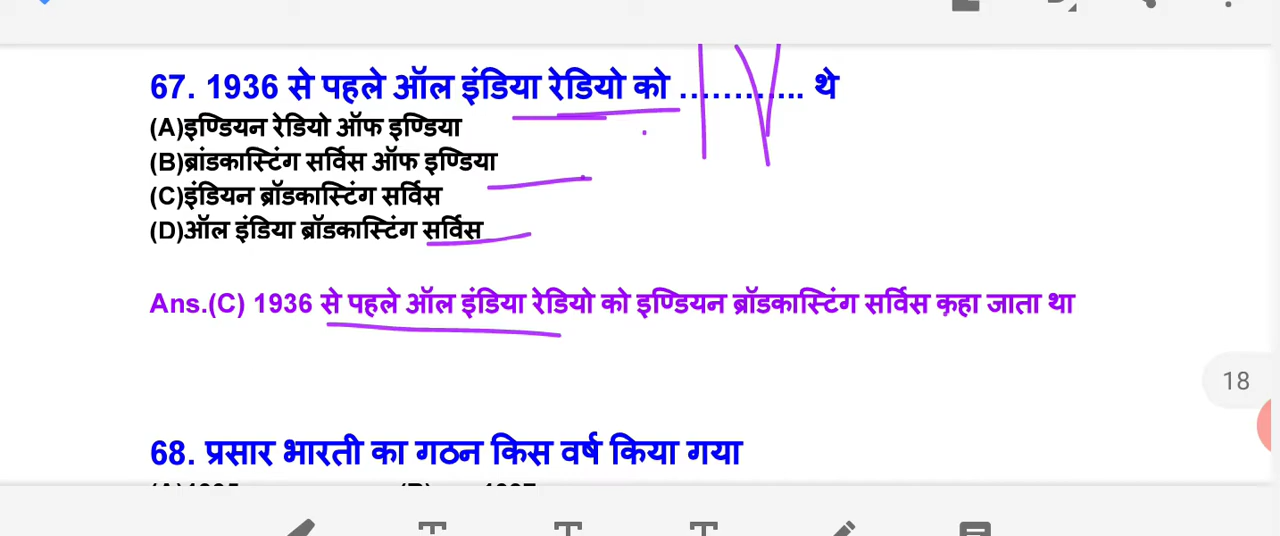 67. 1936 से पहले ऑल इंडिया रेडियो को ………….. थे
(A)इण्डियन रेडियो ऑफ इण्डिया
(B)ब्रांडकास्टिंग सर्विस ऑफ इण्डिया
(C)इंडियन ब्रॉडकास्टिंग सर्विस
(D)ऑल इंडिया ब्रॉडकास्टिंग सर्विस
Ans.(C) 1936 से पहले ऑल इंडिया रेडियो को इण्डियन ब्रॉडकास्टिंग सर्विस कहा जाता था
18
68. प्रसार भारती का गठन किस वर्ष किया गया